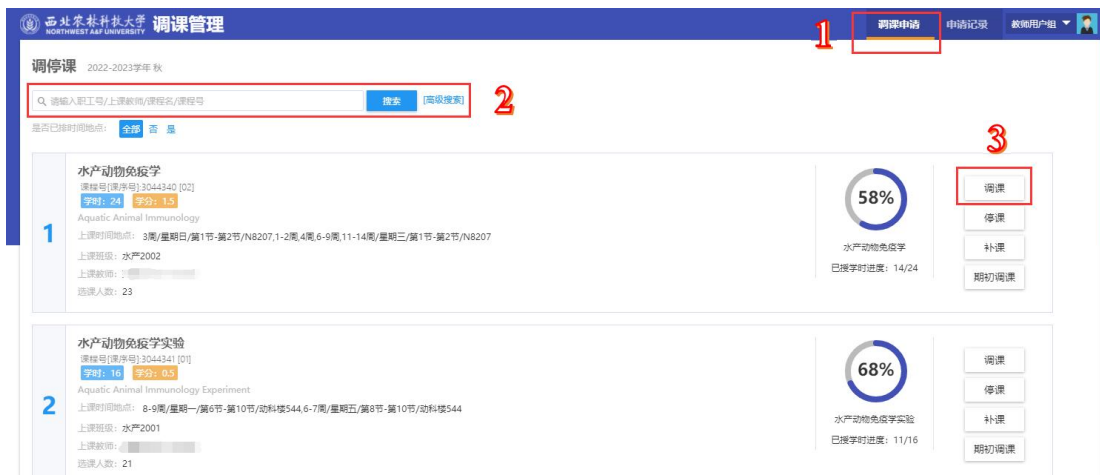 西北农林科技大学 调课管理
NORTHWEST A&F UNIVERSITY
1
调课申请
申请记录
教师用户组
调停课 2022-2023学年 秋
请输入职工号/上课教师/课程名/课程号
搜索 [高级搜索]
2
是否已排时间地点: 全部 否 是
3
1
水产动物免疫学
课程号[课序号]:3044340 [02]
学时: 24 学分: 1.5
Aquatic Animal Immunology
上课时间地点: 3周/星期日/第1节-第2节/N8207,1-2周,4周,6-9周,11-14周/星期三/第1节-第2节/N8207
上课班级: 水产2002
上课教师:
选课人数: 23
58%
水产动物免疫学
已授学时进度: 14/24
调课
停课
补课
期初调课
2
水产动物免疫学实验
课程号[课序号]:3044341 [01]
学时: 16 学分: 0.5
Aquatic Animal Immunology Experiment
上课时间地点: 8-9周/星期一/第6节-第10节/动科楼544,6-7周/星期五/第8节-第10节/动科楼544
上课班级: 水产2001
上课教师:
选课人数: 21
68%
水产动物免疫学实验
已授学时进度: 11/16
调课
停课
补课
期初调课